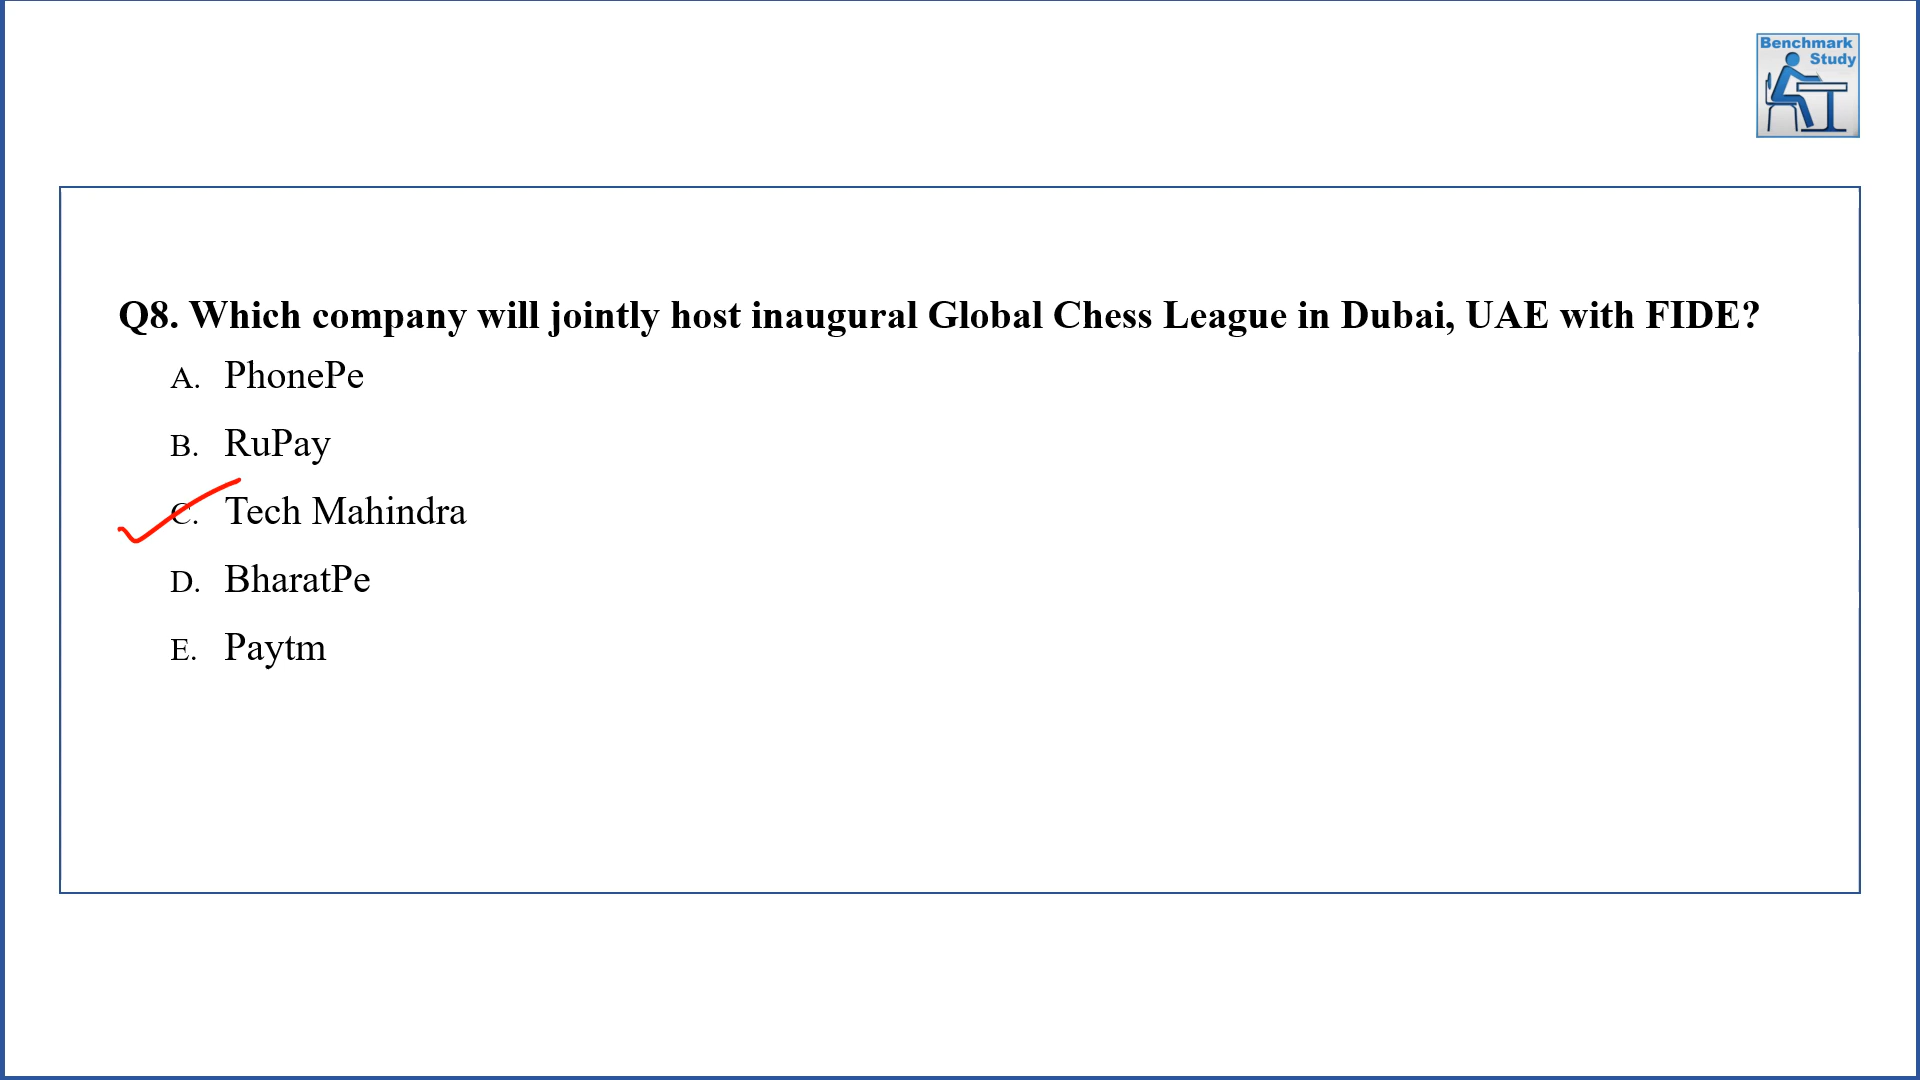 Benchmark
Study
Q8. Which company will jointly host inaugural Global Chess League in Dubai, UAE with FIDE?
A. PhonePe
B. RuPay
C. Tech Mahindra
D. BharatPe
E. Paytm